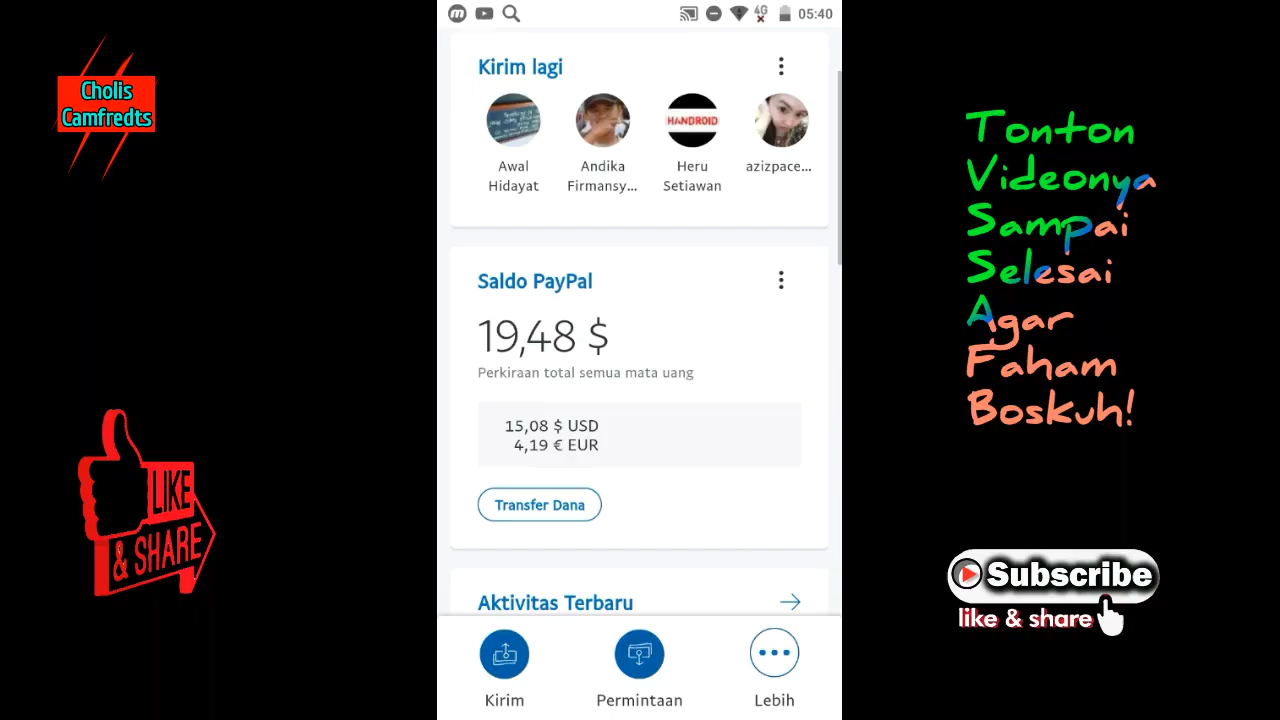 Cholis
Camfredts
LIKE
& SHARE
4G
05:40
Kirim lagi
HANDROID
Awal
Hidayat
Andika
Firmansy...
Heru
Setiawan
azizpace...
Saldo PayPal
19,48 $
Perkiraan total semua mata uang
15,08 $ USD
4,19 € EUR
Transfer Dana
Aktivitas Terbaru
Kirim
Permintaan
Lebih
Tonton
Videonya
Sampai
Selesai
Agar
Faham
Boskuh!
Subscribe
like & share